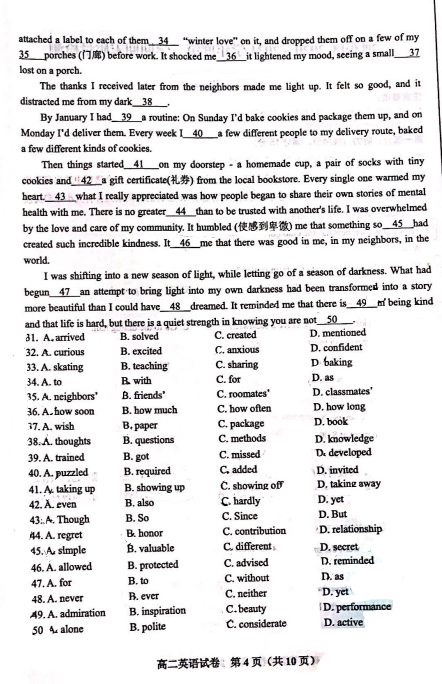 attached a label to each of them 34 "winter love" on it, and dropped them off on a few of my
35 porches (门廊) before work. It shocked me 36 it lightened my mood, seeing a small 37
lost on a porch.
The thanks I received later from the neighbors made me light up. It felt so good, and it
distracted me from my dark 38 .
By January I had 39 a routine: On Sunday I'd bake cookies and package them up, and on
Monday I'd deliver them. Every week I 40 a few different people to my delivery route, baked
a few different kinds of cookies.
Then things started 41 on my doorstep - a homemade cup, a pair of socks with tiny
cookies and 42 a gift certificate(礼券) from the local bookstore. Every single one warmed my
heart. 43 what I really appreciated was how people began to share their own stories of mental
health with me. There is no greater 44 than to be trusted with another's life. I was overwhelmed
by the love and care of my community. It humbled (使感到卑微) me that something so 45 had
created such incredible kindness. It 46 me that there was good in me, in my neighbors, in the
world.
I was shifting into a new season of light, while letting go of a season of darkness. What had
begun 47 an attempt to bring light into my own darkness had been transformed into a story
more beautiful than I could have 48 dreamed. It reminded me that there is 49 in being kind
and that life is hard, but there is a quiet strength in knowing you are not 50 .
31. A. arrived B. solved C. created D. mentioned
32. A. curious B. excited C. anxious D. confident
33. A. skating B. teaching C. sharing D. baking
34. A. to B. with C. for D. as
35. A. neighbors' B. friends' C. roomates' D. classmates'
36. A. how soon B. how much C. how often D. how long
37. A. wish B. paper C. package D. book
38. A. thoughts B. questions C. methods D. knowledge
39. A. trained B. got C. missed D. developed
40. A. puzzled B. required C. added D. invited
41. A. taking up B. showing up C. showing off D. taking away
42. A. even B. also C. hardly D. yet
43. A. Though B. So C. Since D. But
44. A. regret B. honor C. contribution D. relationship
45. A. simple B. valuable C. different D. secret
46. A. allowed B. protected C. advised D. reminded
47. A. for B. to C. without D. as
48. A. never B. ever C. neither D. yet
49. A. admiration B. inspiration C. beauty D. performance
50 A. alone B. polite C. considerate D. active
高二英语试卷 第 4 页（共 10 页）